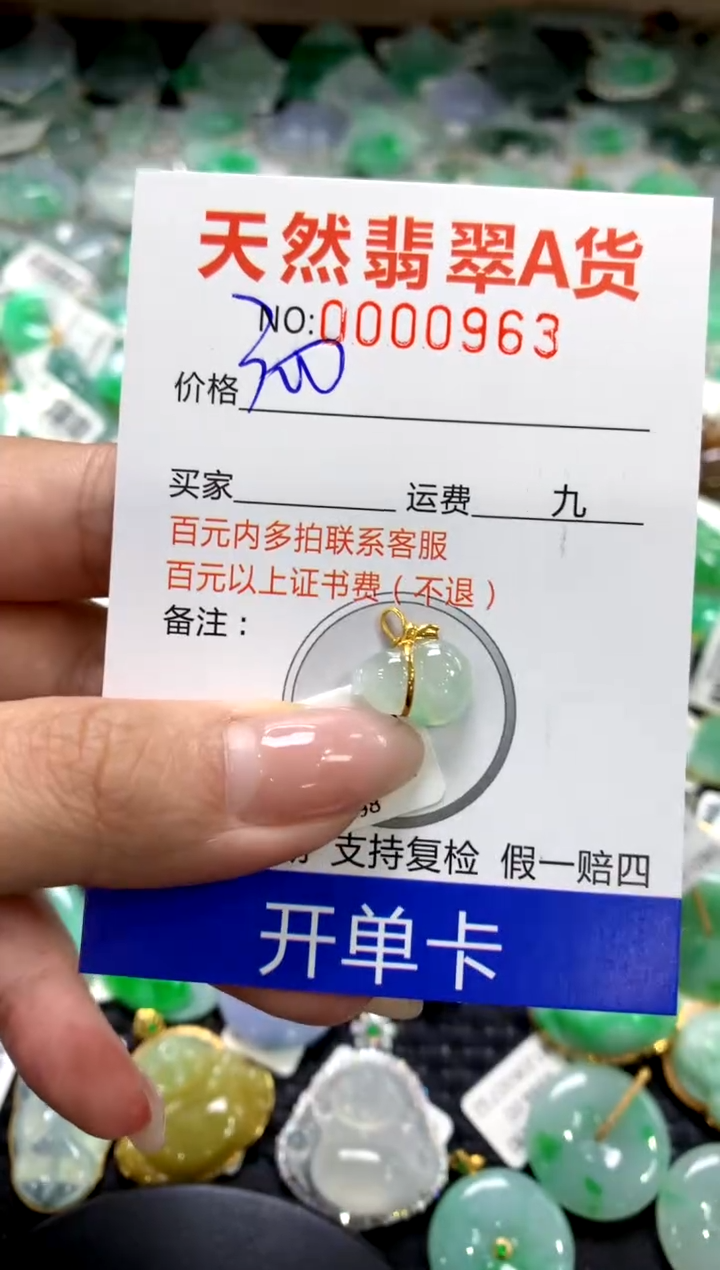 天然翡翠A货
NO:0000963
价格 300
买家 运费 九
百元内多拍联系客服
百元以上证书费(不退)
备注:
98
支持复检 假一赔四
开单卡